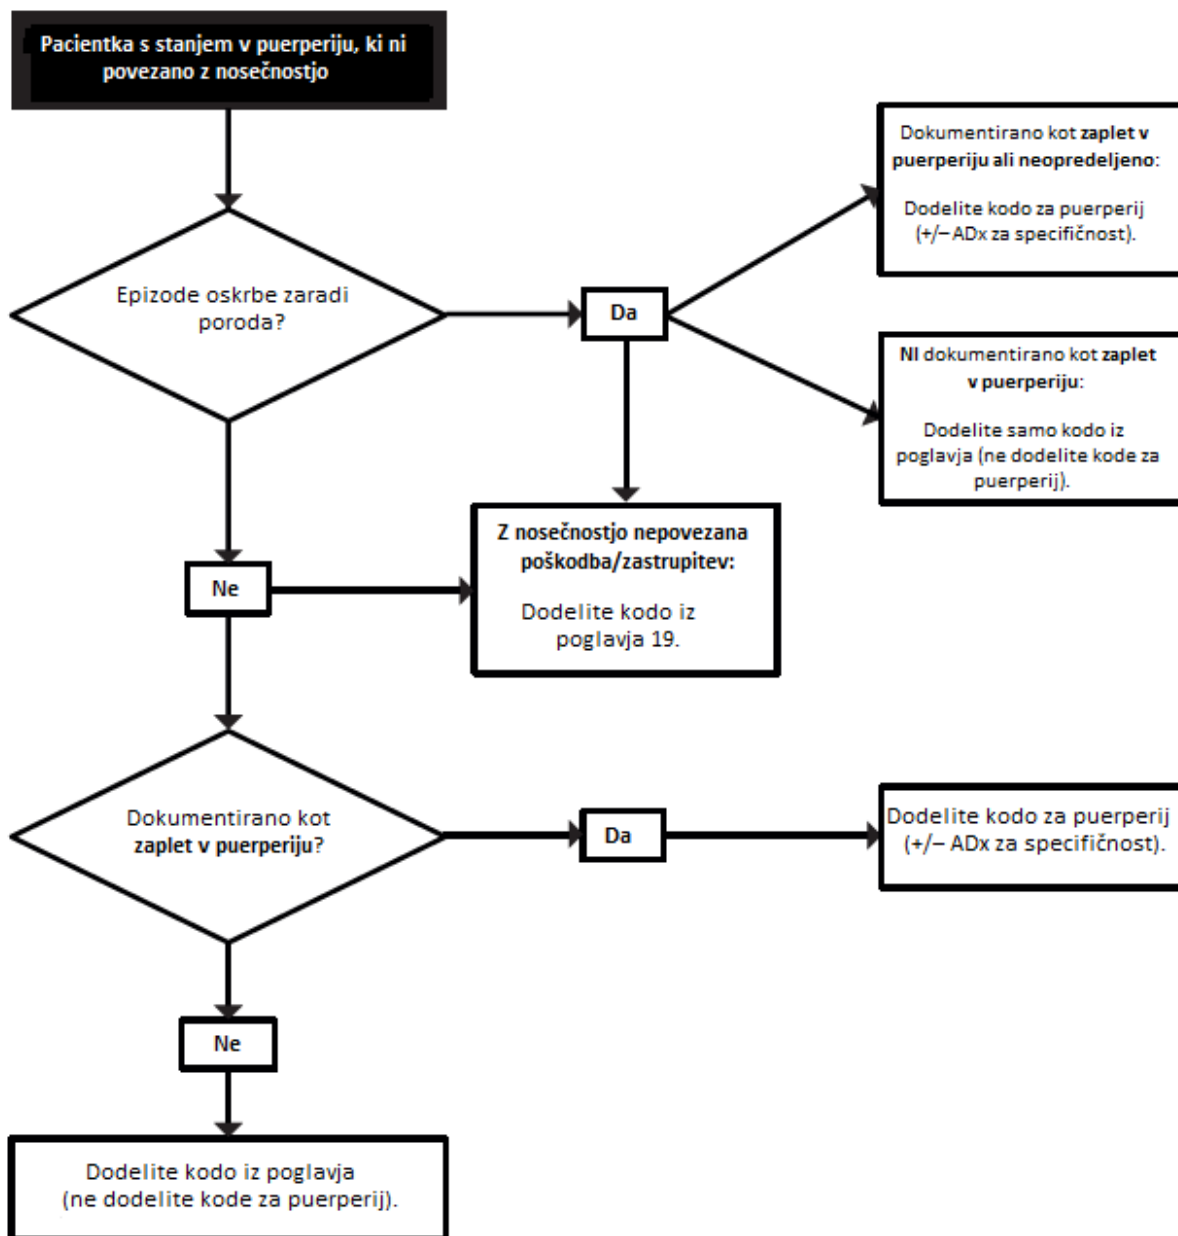 Pacientka s stanjem v puerperiju, ki ni
povezano z nosečnostjo
Dokumentirano kot zaplet v
puerperiju ali neopredeljeno:
Dodelite kodo za puerperij
(+/– ADx za specifičnost).
Epizode oskrbe zaradi
poroda?
Da
NI dokumentirano kot zaplet
v puerperiju:
Dodelite samo kodo iz
poglavja (ne dodelite kode za
puerperij).
Z nosečnostjo nepovezana
poškodba/zastrupitev:
Dodelite kodo iz
poglavja 19.
Ne
Dokumentirano kot
zaplet v puerperiju?
Da
Dodelite kodo za puerperij
(+/– ADx za specifičnost).
Ne
Dodelite kodo iz poglavja
(ne dodelite kode za puerperij).